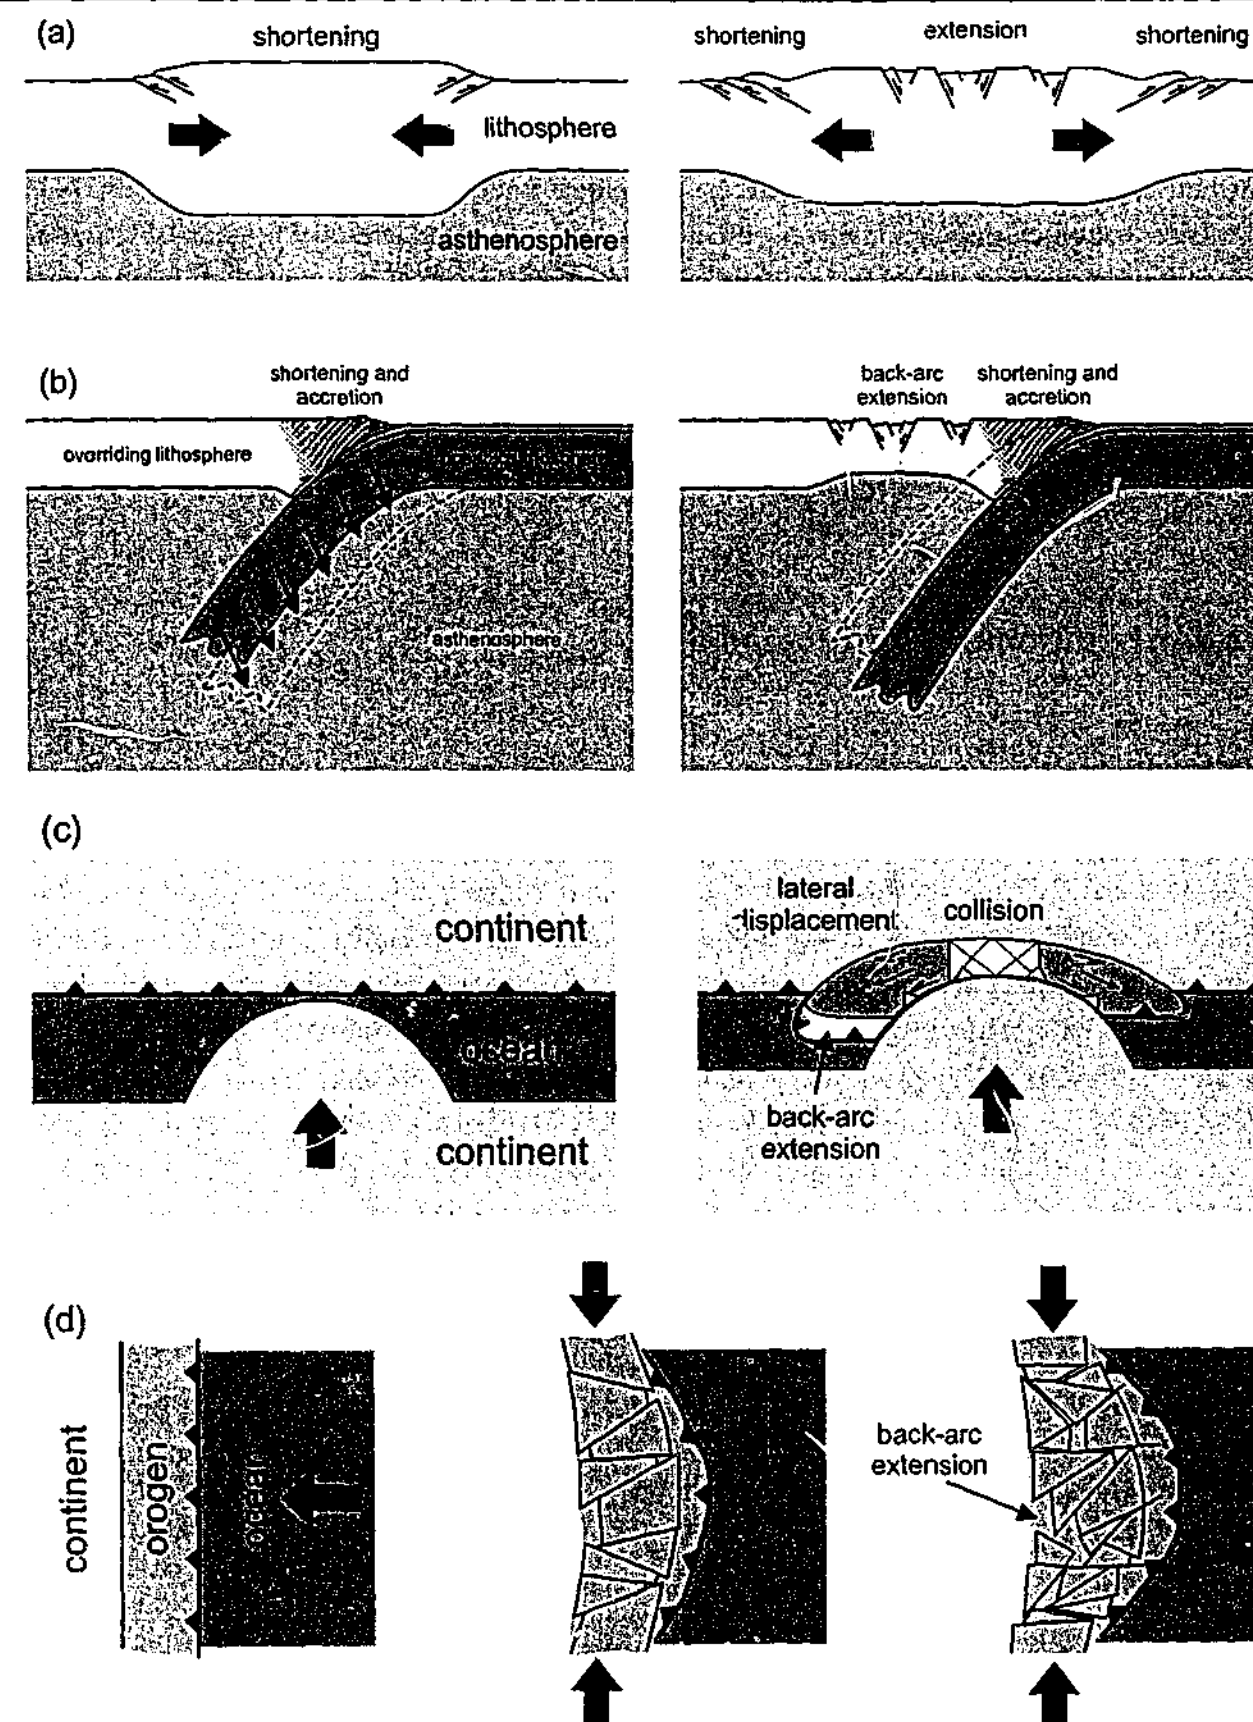 (a)
shortening
lithosphere
asthenosphere
shortening
extension
shortening
(b)
shortening and
accretion
overriding lithosphere
asthenosphere
back-arc
extension
shortening and
accretion
(c)
continent
ocean
continent
lateral
displacement
collision
back-arc
extension
(d)
continent
orogen
ocean
back-arc
extension